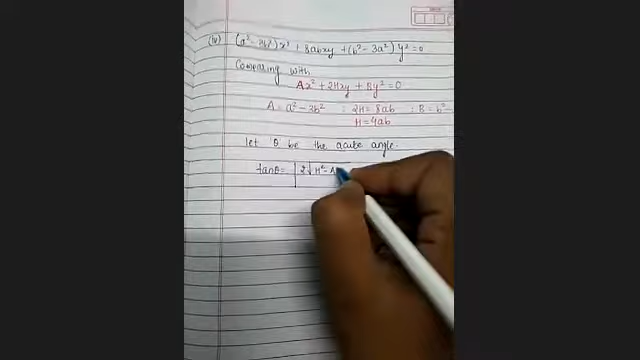 (iv) (a² - 3b²)x² + 8abxy + (b² - 3a²)y² = 0
Comparing with
Ax² + 2Hxy + By² = 0
A = a² - 3b² ; 2H = 8ab ; B = b² -
H = 4ab
let θ be the acute angle.
tanθ = | 2√H² - A